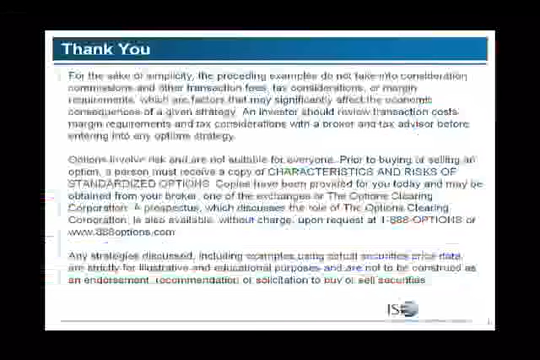 Thank You
For the sake of simplicity, the preceding examples do not take into consideration
commissions and other transaction fees, tax considerations, or margin
requirements, which are factors that may significantly affect the economic
consequences of a given strategy. An investor should review transaction costs
margin requirements and tax considerations with a broker and tax advisor before
entering into any options strategy.
Options involve risk and are not suitable for everyone. Prior to buying or selling an
option, a person must receive a copy of CHARACTERISTICS AND RISKS OF
STANDARDIZED OPTIONS. Copies have been provided for you today and may be
obtained from your broker, one of the exchanges or The Options Clearing
Corporation. A prospectus, which discusses the role of The Options Clearing
Corporation, is also available, without charge, upon request at 1-888-OPTIONS or
www.888options.com
Any strategies discussed, including examples using actual securities price data,
are strictly for illustrative and educational purposes and are not to be construed as
an endorsement, recommendation or solicitation to buy or sell securities
ISE